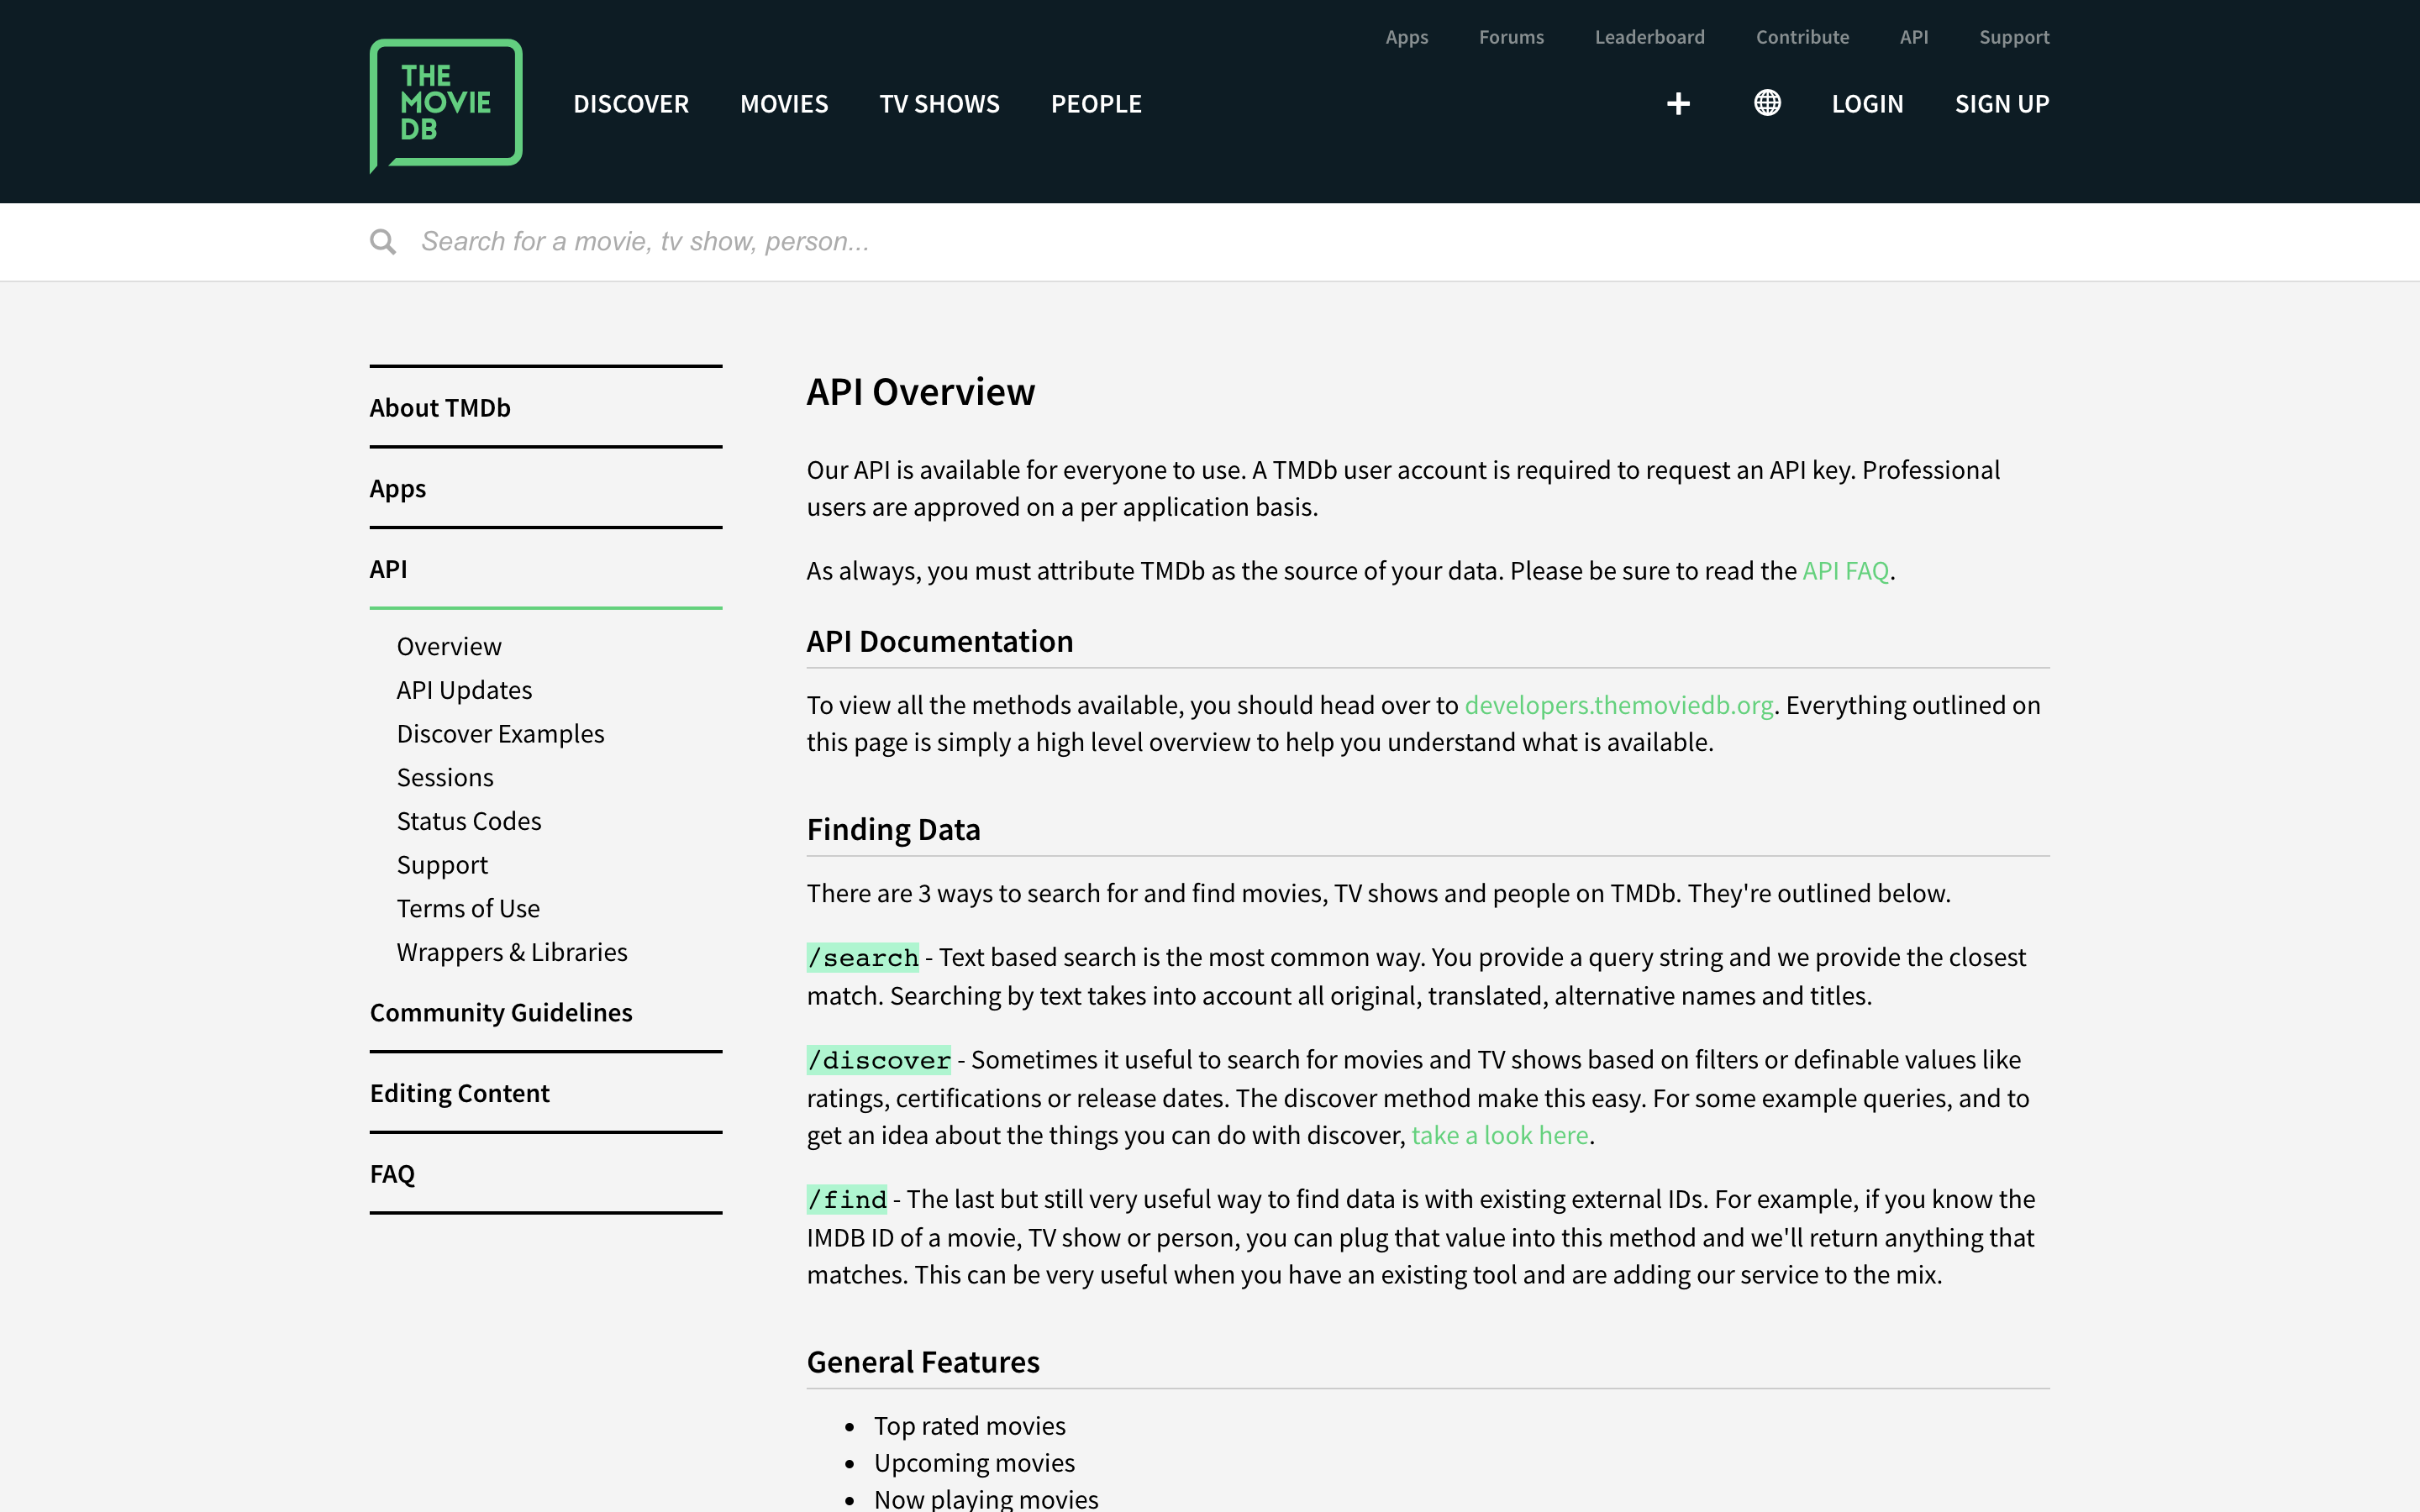 Apps Forums Leaderboard Contribute API Support
THE
MOVIE
DB
DISCOVER MOVIES TV SHOWS PEOPLE
LOGIN SIGN UP
Search for a movie, tv show, person...
About TMDb
Apps
API
Overview
API Updates
Discover Examples
Sessions
Status Codes
Support
Terms of Use
Wrappers & Libraries
Community Guidelines
Editing Content
FAQ
API Overview
Our API is available for everyone to use. A TMDb user account is required to request an API key. Professional
users are approved on a per application basis.
As always, you must attribute TMDb as the source of your data. Please be sure to read the API FAQ.
API Documentation
To view all the methods available, you should head over to developers.themoviedb.org. Everything outlined on
this page is simply a high level overview to help you understand what is available.
Finding Data
There are 3 ways to search for and find movies, TV shows and people on TMDb. They're outlined below.
/search - Text based search is the most common way. You provide a query string and we provide the closest
match. Searching by text takes into account all original, translated, alternative names and titles.
/discover - Sometimes it useful to search for movies and TV shows based on filters or definable values like
ratings, certifications or release dates. The discover method make this easy. For some example queries, and to
get an idea about the things you can do with discover, take a look here.
/find - The last but still very useful way to find data is with existing external IDs. For example, if you know the
IMDB ID of a movie, TV show or person, you can plug that value into this method and we'll return anything that
matches. This can be very useful when you have an existing tool and are adding our service to the mix.
General Features
• Top rated movies
• Upcoming movies
• Now playing movies